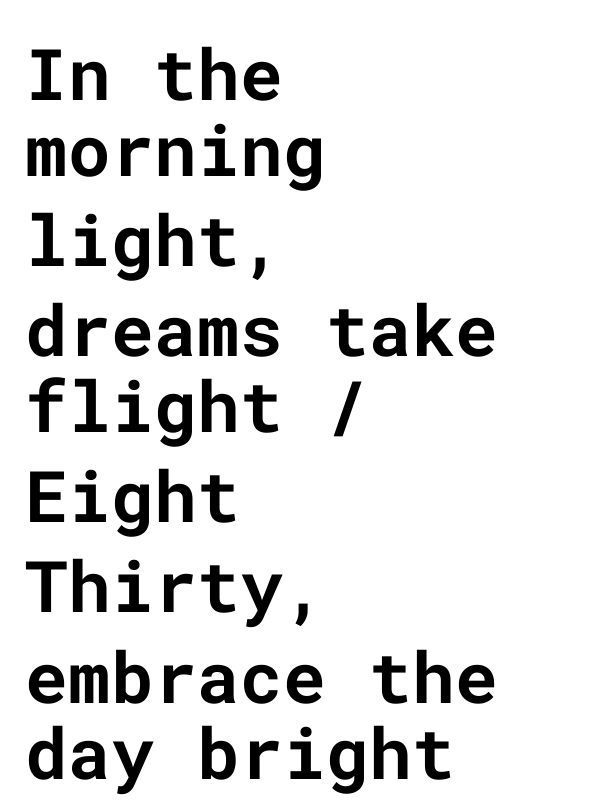 In the
morning
light,
dreams take
flight /
Eight
Thirty,
embrace the
day bright